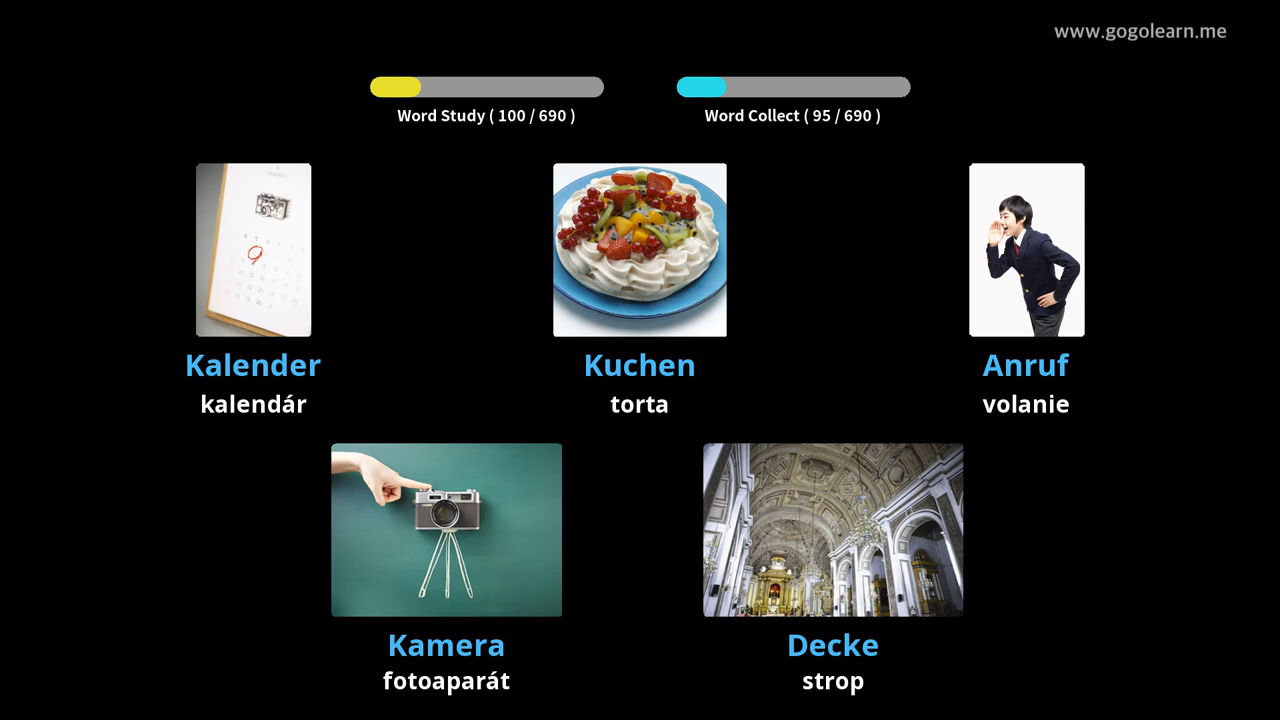 www.gogolearn.me
Word Study ( 100 / 690 )
Word Collect ( 95 / 690 )
Kalender
kalendár
Kuchen
torta
Anruf
volanie
Kamera
fotoaparát
Decke
strop